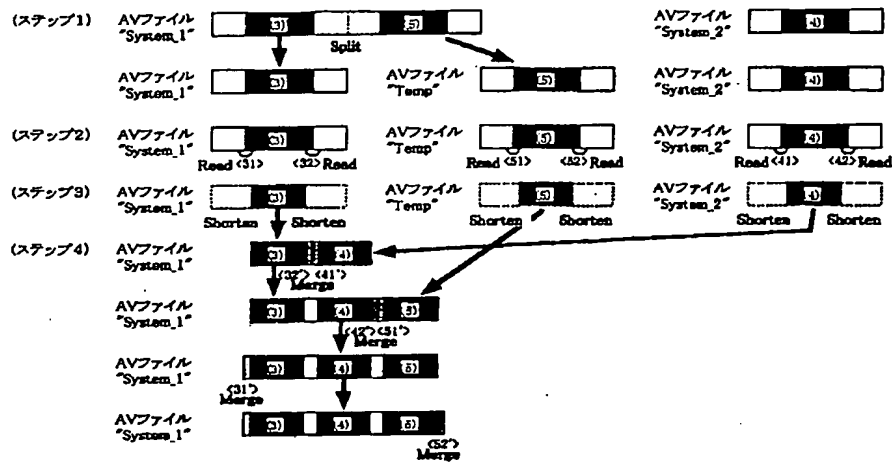 (ステップ1)
AVファイル
"System_1"
(3)
(5)
Split
AVファイル
"System_2"
(4)
AVファイル
"System_1"
(3)
AVファイル
"Temp"
(5)
AVファイル
"System_2"
(4)
(ステップ2)
AVファイル
"System_1"
(3)
Read <31>
<32> Read
AVファイル
"Temp"
(5)
Read <51>
<52> Read
AVファイル
"System_2"
(4)
Read <41>
<42> Read
(ステップ3)
AVファイル
"System_1"
(3)
Shorten
Shorten
AVファイル
"Temp"
(5)
Shorten
Shorten
AVファイル
"System_2"
(4)
Shorten
Shorten
(ステップ4)
AVファイル
"System_1"
(3)
(4)
<32'> <41'>
Merge
AVファイル
"System_1"
(3)
(4)
(5)
<42'> <51'>
Merge
AVファイル
"System_1"
(3)
(4)
(5)
<31'>
Merge
AVファイル
"System_1"
(3)
(4)
(5)
<52'>
Merge